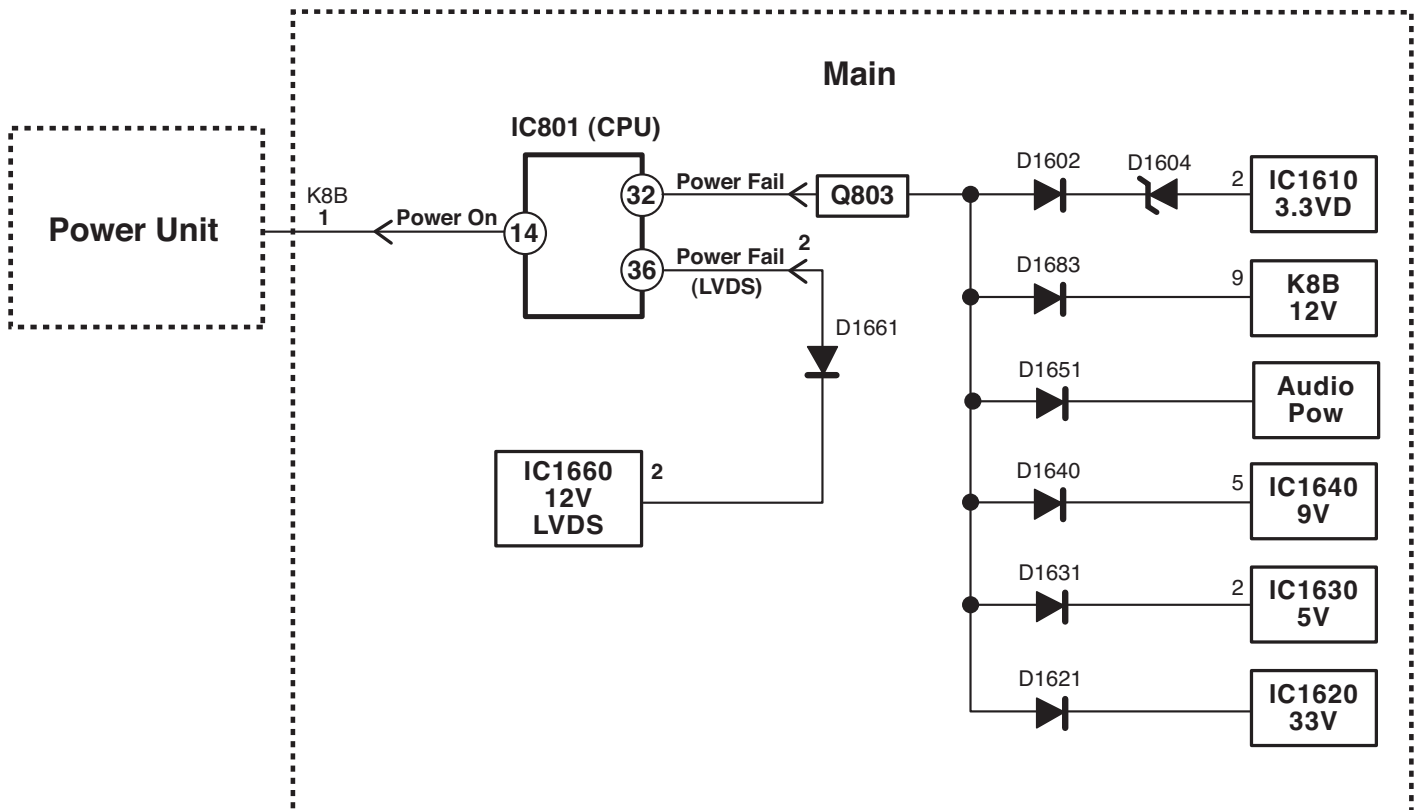 Main
IC801 (CPU)
Power Unit
K8B
1
Power On
14
32
Power Fail
36
Power Fail
2
(LVDS)
Q803
D1661
IC1660
12V
LVDS
2
D1602
D1604
2
IC1610
3.3VD
D1683
9
K8B
12V
D1651
Audio
Pow
D1640
5
IC1640
9V
D1631
2
IC1630
5V
D1621
IC1620
33V